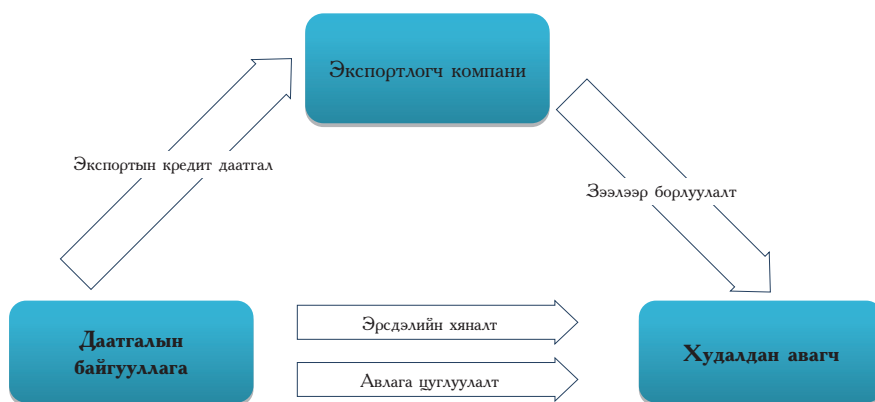 Экспортлогч компани
Экспортын кредит даатгал
Зээлээр борлуулалт
Даатгалын
байгууллага
Эрсдэлийн хяналт
Худалдан авагч
Авлага цуглуулалт